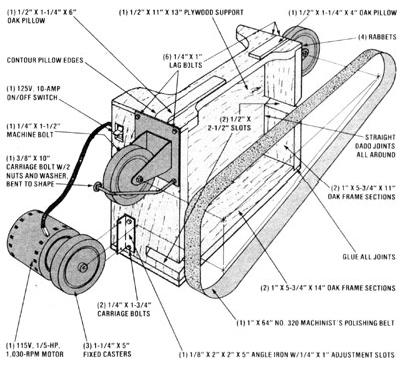 (1) 1/2" X 1-1/4" X 6"
OAK PILLOW
(1) 1/2" X 11" X 13" PLYWOOD SUPPORT
(1) 1/2" X 1-1/4" X 4" OAK PILLOW
(4) RABBETS
CONTOUR PILLOW EDGES
(6) 1/4" X 1"
LAG BOLTS
(1) 125V, 10-AMP
ON/OFF SWITCH
(1) 1/4" X 1-1/2"
MACHINE BOLT
(1) 3/8" X 10"
CARRIAGE BOLT W/2
NUTS AND WASHER,
BENT TO SHAPE
(2) 1/2" X
2-1/2" SLOTS
STRAIGHT
DADO JOINTS
ALL AROUND
(2) 1" X 5-3/4" X 11"
OAK FRAME SECTIONS
GLUE ALL JOINTS
(2) 1" X 5-3/4" X 14" OAK FRAME SECTIONS
(2) 1/4" X 1-3/4"
CARRIAGE BOLTS
(1) 1" X 64" NO. 320 MACHINIST'S POLISHING BELT
(1) 115V, 1/5-HP,
1,030-RPM MOTOR
(3) 1-1/4" X 5"
FIXED CASTERS
(1) 1/8" X 2" X 2" X 5" ANGLE IRON W/1/4" X 1" ADJUSTMENT SLOTS